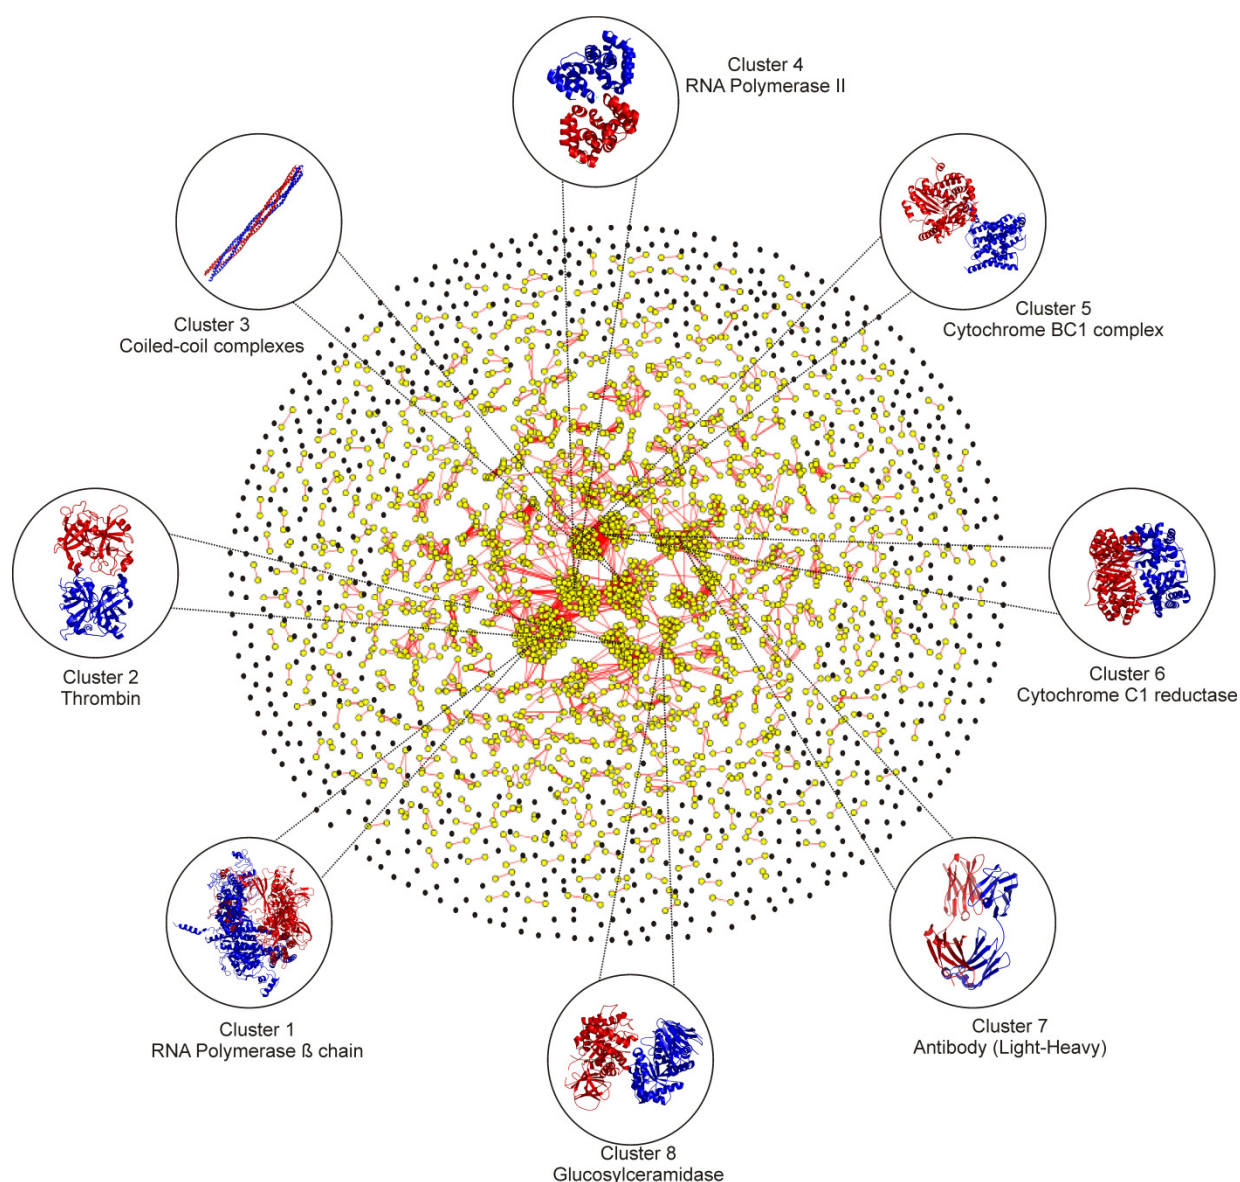 Cluster 4
RNA Polymerase II
Cluster 3
Coiled-coil complexes
Cluster 5
Cytochrome BC1 complex
Cluster 2
Thrombin
Cluster 6
Cytochrome C1 reductase
Cluster 1
RNA Polymerase ß chain
Cluster 7
Antibody (Light-Heavy)
Cluster 8
Glucosylceramidase